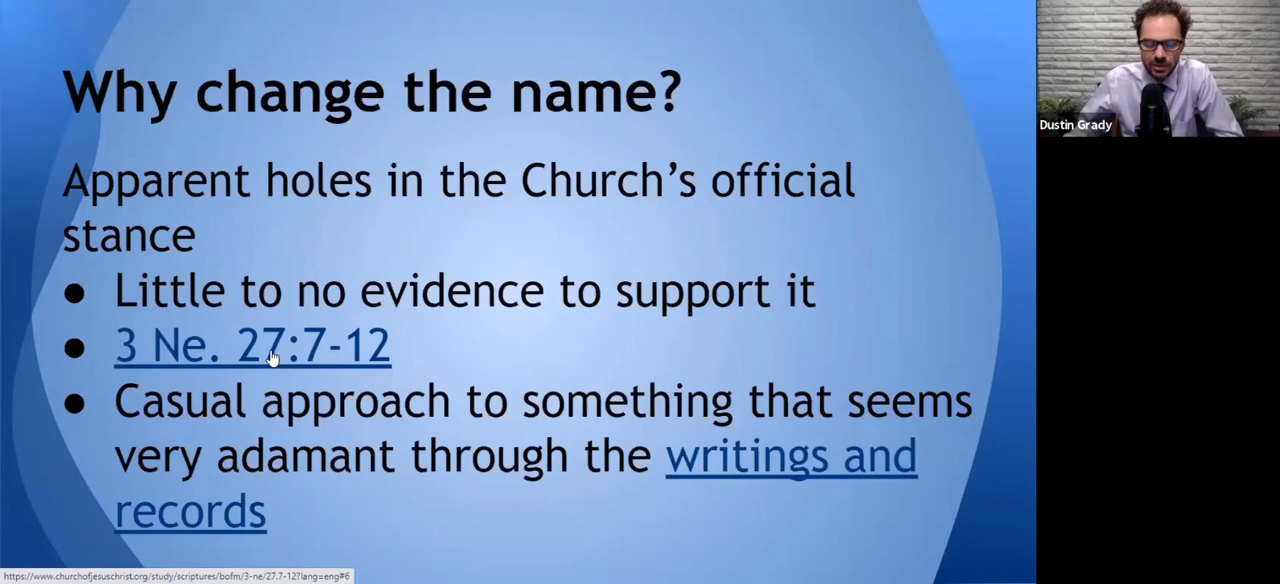 Why change the name?
Apparent holes in the Church’s official
stance
● Little to no evidence to support it
● 3 Ne. 27:7-12
● Casual approach to something that seems
very adamant through the writings and
records
Dustin Grady
https://www.churchofjesuschrist.org/study/scriptures/bofm/3-ne/27.7-12?lang=eng#6